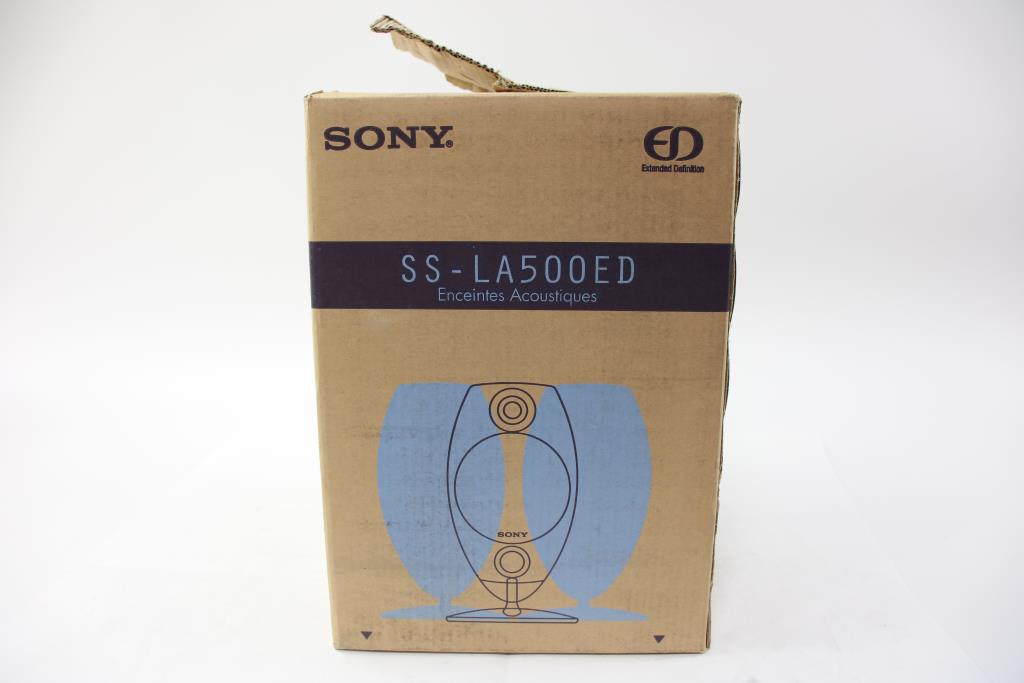 SONY®
ED
Extended Definition
SS-LA500ED
Enceintes Acoustiques
SONY